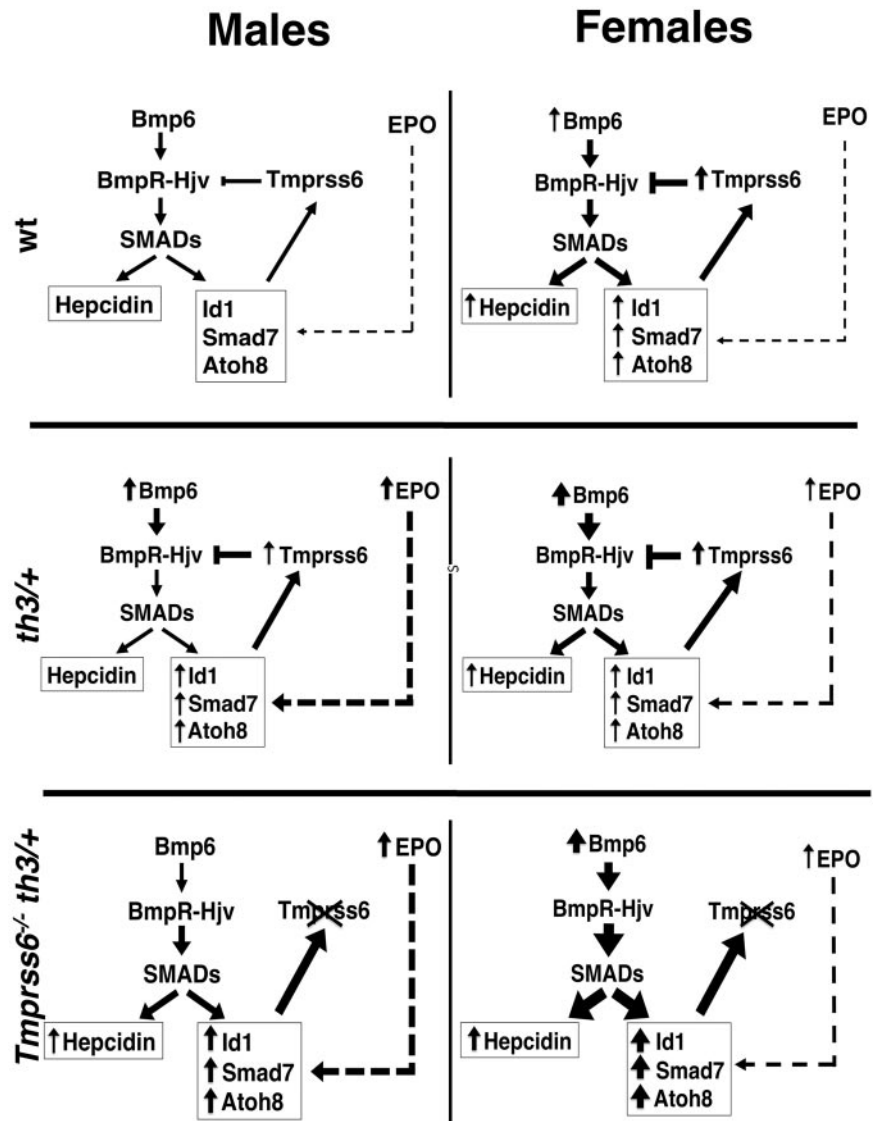 Males
Females
wt
Bmp6
EPO
BmpR-Hjv
Tmprss6
SMADs
Hepcidin
Id1
Smad7
Atoh8
↑Bmp6
EPO
BmpR-Hjv
↑Tmprss6
SMADs
↑Hepcidin
↑Id1
↑Smad7
↑Atoh8
th3/+
↑Bmp6
↑EPO
BmpR-Hjv
↑Tmprss6
SMADs
Hepcidin
↑Id1
↑Smad7
↑Atoh8
S
↑Bmp6
↑EPO
BmpR-Hjv
↑Tmprss6
SMADs
↑Hepcidin
↑Id1
↑Smad7
↑Atoh8
Tmprss6-/- th3/+
Bmp6
↑EPO
BmpR-Hjv
Tmprss6
SMADs
↑Hepcidin
↑Id1
↑Smad7
↑Atoh8
↑Bmp6
↑EPO
BmpR-Hjv
Tmprss6
SMADs
↑Hepcidin
↑Id1
↑Smad7
↑Atoh8